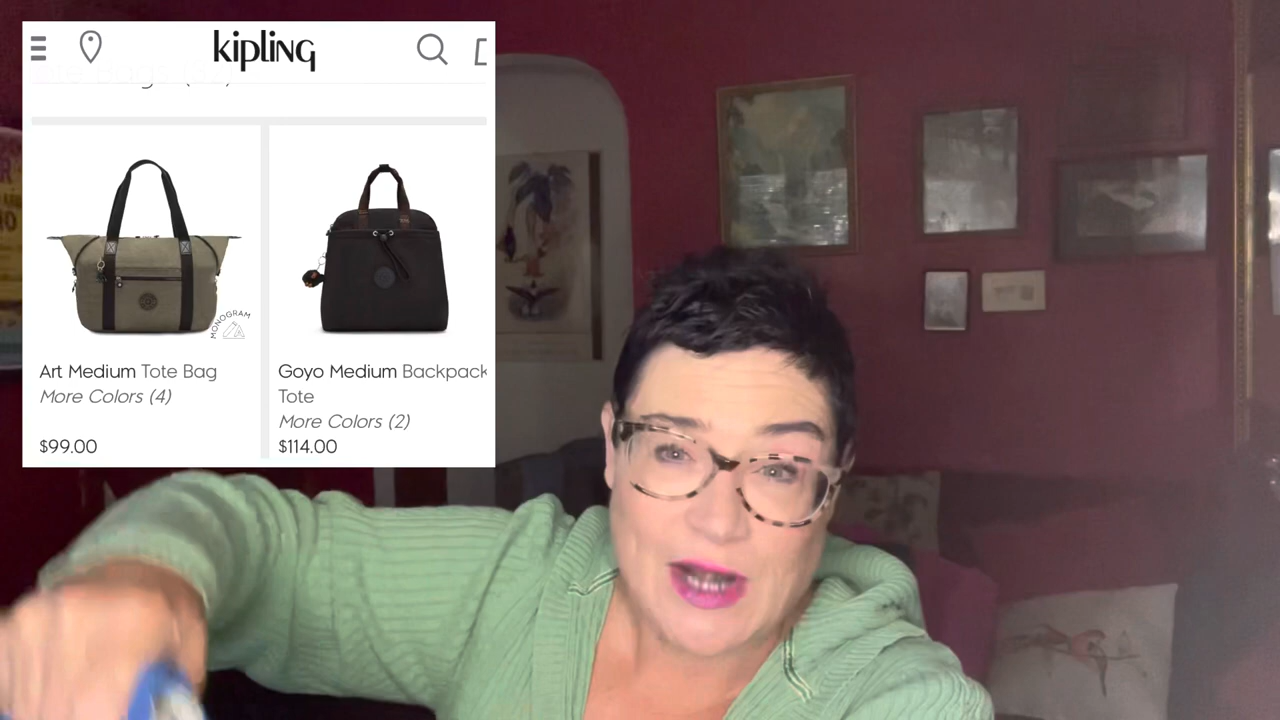 kipling
MONOGRAM
Art Medium Tote Bag
More Colors (4)
$99.00
Goyo Medium Backpack
Tote
More Colors (2)
$114.00